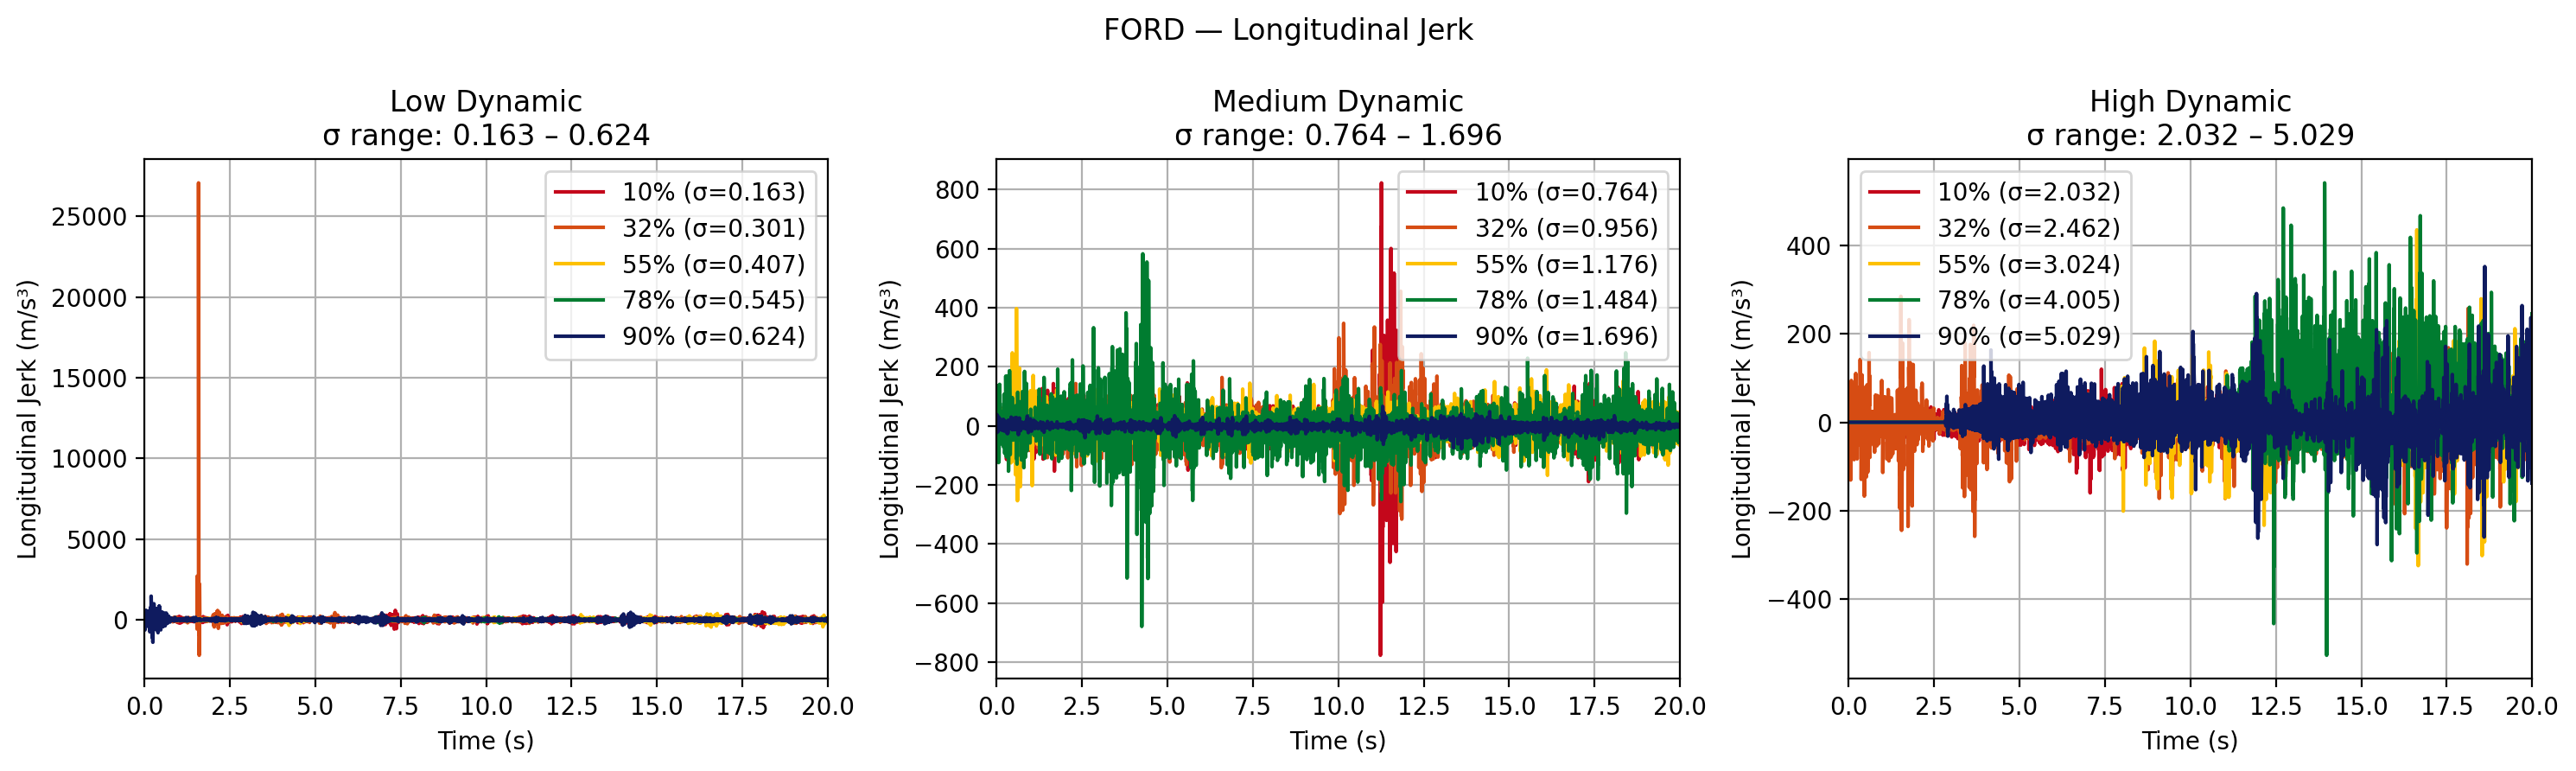 FORD — Longitudinal Jerk
Low Dynamic
σ range: 0.163 – 0.624
Longitudinal Jerk (m/s³)
25000
20000
15000
10000
5000
0
10% (σ=0.163)
32% (σ=0.301)
55% (σ=0.407)
78% (σ=0.545)
90% (σ=0.624)
0.0 2.5 5.0 7.5 10.0 12.5 15.0 17.5 20.0
Time (s)
Medium Dynamic
σ range: 0.764 – 1.696
Longitudinal Jerk (m/s³)
800
600
400
200
0
−200
−400
−600
−800
10% (σ=0.764)
32% (σ=0.956)
55% (σ=1.176)
78% (σ=1.484)
90% (σ=1.696)
0.0 2.5 5.0 7.5 10.0 12.5 15.0 17.5 20.0
Time (s)
High Dynamic
σ range: 2.032 – 5.029
Longitudinal Jerk (m/s³)
400
200
0
−200
−400
10% (σ=2.032)
32% (σ=2.462)
55% (σ=3.024)
78% (σ=4.005)
90% (σ=5.029)
0.0 2.5 5.0 7.5 10.0 12.5 15.0 17.5 20.0
Time (s)